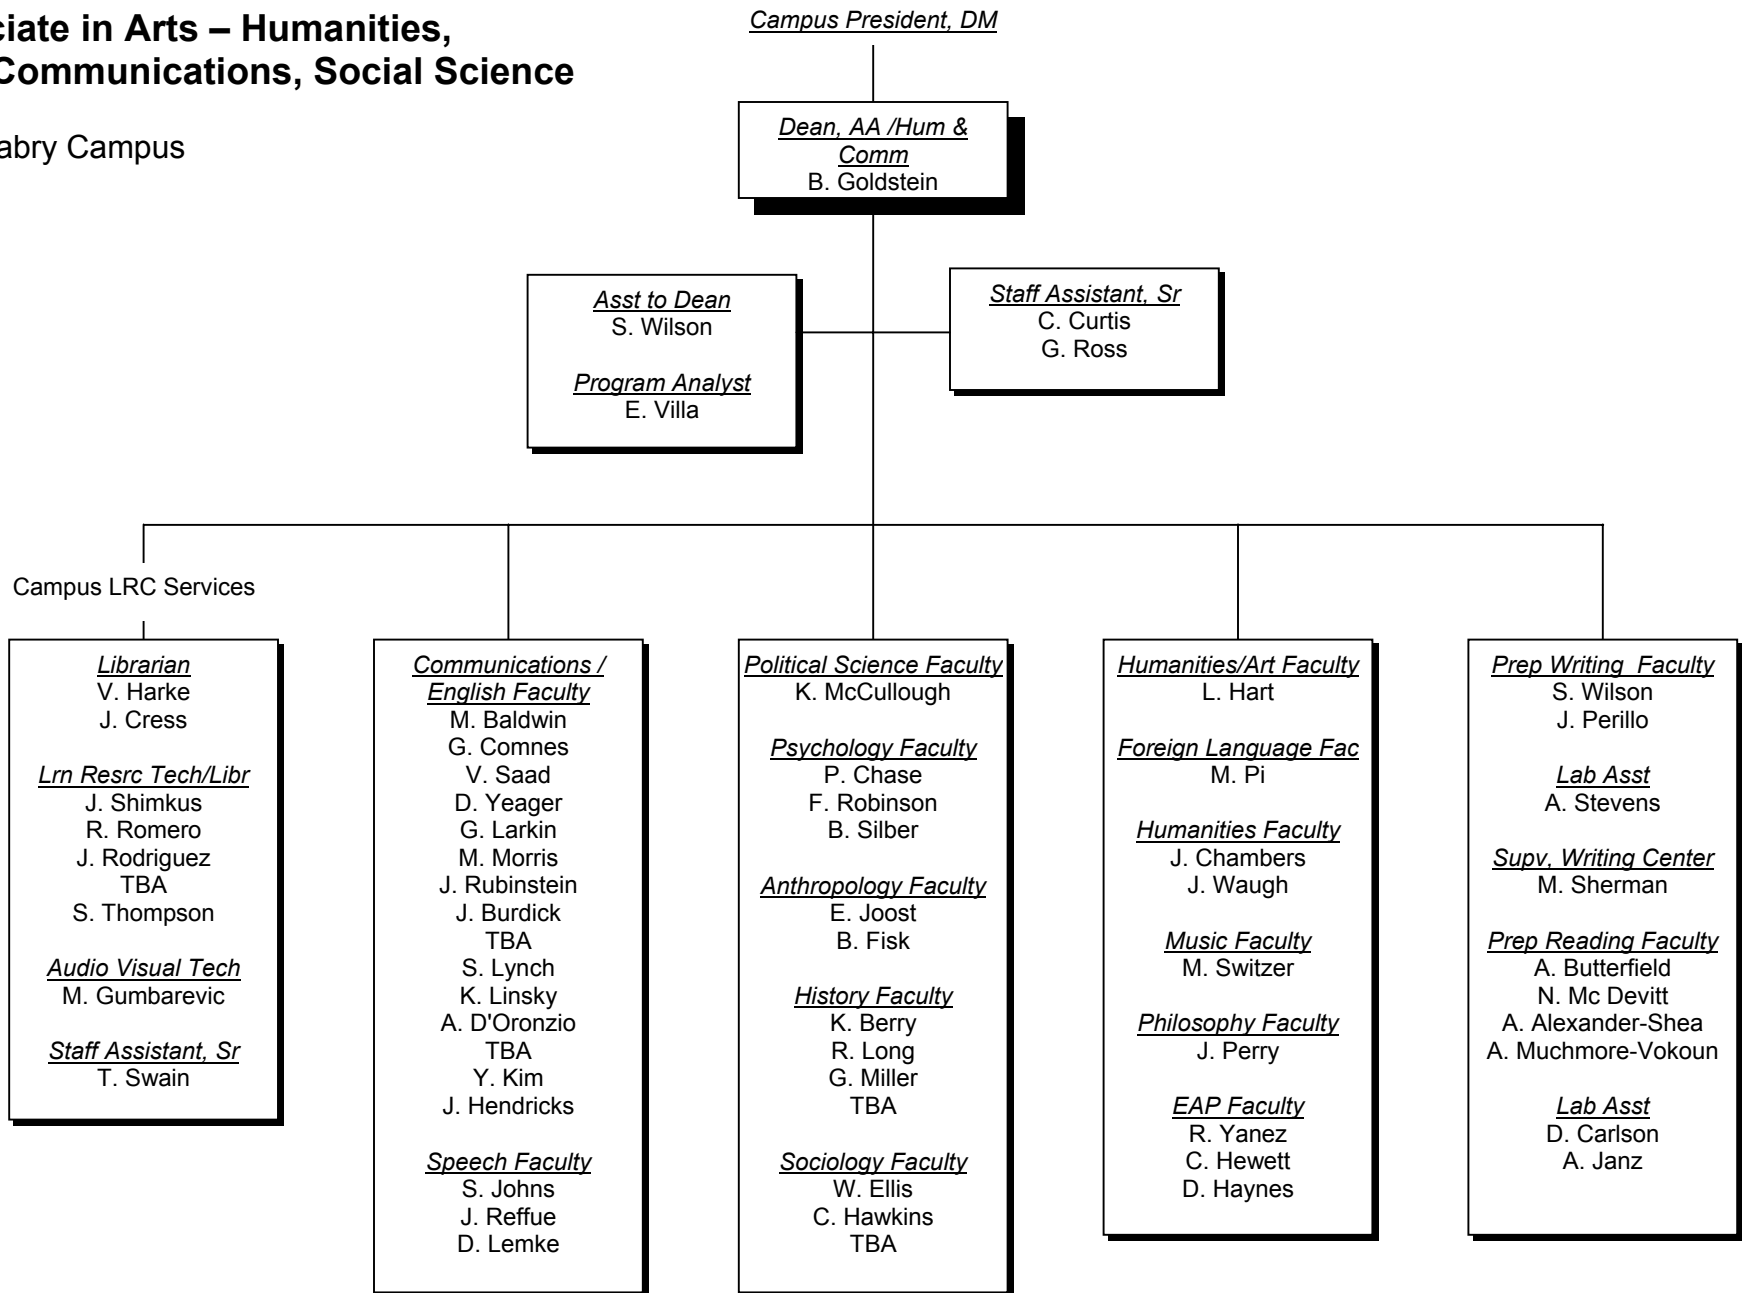 ciate in Arts – Humanities,
Communications, Social Science
abry Campus
Campus President, DM
Dean, AA /Hum &
Comm
B. Goldstein
Asst to Dean
S. Wilson
Program Analyst
E. Villa
Staff Assistant, Sr
C. Curtis
G. Ross
Campus LRC Services
Librarian
V. Harke
J. Cress
Lrn Resrc Tech/Libr
J. Shimkus
R. Romero
J. Rodriguez
TBA
S. Thompson
Audio Visual Tech
M. Gumbarevic
Staff Assistant, Sr
T. Swain
Communications /
English Faculty
M. Baldwin
G. Comnes
V. Saad
D. Yeager
G. Larkin
M. Morris
J. Rubinstein
J. Burdick
TBA
S. Lynch
K. Linsky
A. D'Oronzio
TBA
Y. Kim
J. Hendricks
Speech Faculty
S. Johns
J. Reffue
D. Lemke
Political Science Faculty
K. McCullough
Psychology Faculty
P. Chase
F. Robinson
B. Silber
Anthropology Faculty
E. Joost
B. Fisk
History Faculty
K. Berry
R. Long
G. Miller
TBA
Sociology Faculty
W. Ellis
C. Hawkins
TBA
Humanities/Art Faculty
L. Hart
Foreign Language Fac
M. Pi
Humanities Faculty
J. Chambers
J. Waugh
Music Faculty
M. Switzer
Philosophy Faculty
J. Perry
EAP Faculty
R. Yanez
C. Hewett
D. Haynes
Prep Writing Faculty
S. Wilson
J. Perillo
Lab Asst
A. Stevens
Supv, Writing Center
M. Sherman
Prep Reading Faculty
A. Butterfield
N. Mc Devitt
A. Alexander-Shea
A. Muchmore-Vokoun
Lab Asst
D. Carlson
A. Janz